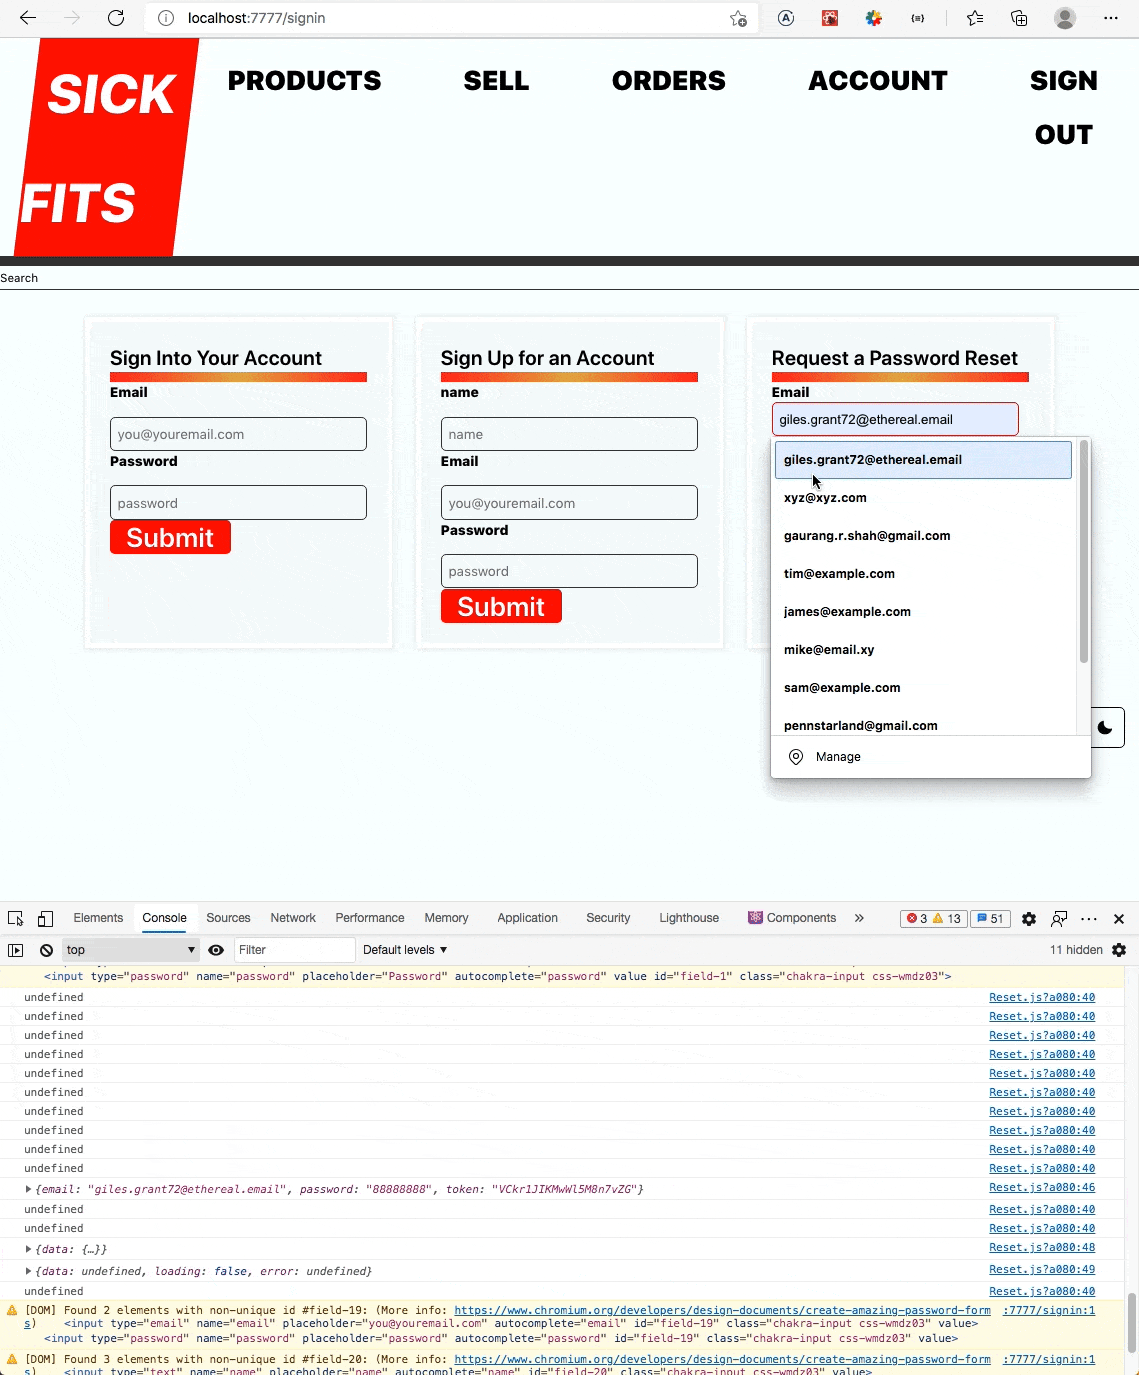 localhost:7777/signin
SICK
FITS
PRODUCTS
SELL
ORDERS
ACCOUNT
SIGN
OUT
Search
Sign Into Your Account
Email
you@youremail.com
Password
password
Submit
Sign Up for an Account
name
name
Email
you@youremail.com
Password
password
Submit
Request a Password Reset
Email
giles.grant72@ethereal.email
giles.grant72@ethereal.email
xyz@xyz.com
gaurang.r.shah@gmail.com
tim@example.com
james@example.com
mike@email.xy
sam@example.com
pennstarland@gmail.com
Manage
Elements Console Sources Network Performance Memory Application Security Lighthouse Components » 3 13 51
top Filter Default levels 11 hidden
<input type="password" name="password" placeholder="Password" autocomplete="password" value id="field-1" class="chakra-input css-wmdz03">
undefined Reset.js?a080:40
undefined Reset.js?a080:40
undefined Reset.js?a080:40
undefined Reset.js?a080:40
undefined Reset.js?a080:40
undefined Reset.js?a080:40
undefined Reset.js?a080:40
undefined Reset.js?a080:40
undefined Reset.js?a080:40
undefined Reset.js?a080:40
{email: "giles.grant72@ethereal.email", password: "88888888", token: "VCkr1JIKMwWl5M8n7vZG"} Reset.js?a080:46
undefined Reset.js?a080:40
undefined Reset.js?a080:40
{data: {…}} Reset.js?a080:48
{data: undefined, loading: false, error: undefined} Reset.js?a080:49
undefined Reset.js?a080:40
[DOM] Found 2 elements with non-unique id #field-19: (More info: https://www.chromium.org/developers/design-documents/create-amazing-password-form :7777/signin:1
s) <input type="email" name="email" placeholder="you@youremail.com" autocomplete="email" id="field-19" class="chakra-input css-wmdz03" value>
<input type="password" name="password" placeholder="password" autocomplete="password" id="field-19" class="chakra-input css-wmdz03" value>
[DOM] Found 3 elements with non-unique id #field-20: (More info: https://www.chromium.org/developers/design-documents/create-amazing-password-form :7777/signin:1
s) <input type="text" name="name" placeholder="name" autocomplete="name" id="field-20" class="chakra-input css-wmdz03" value>